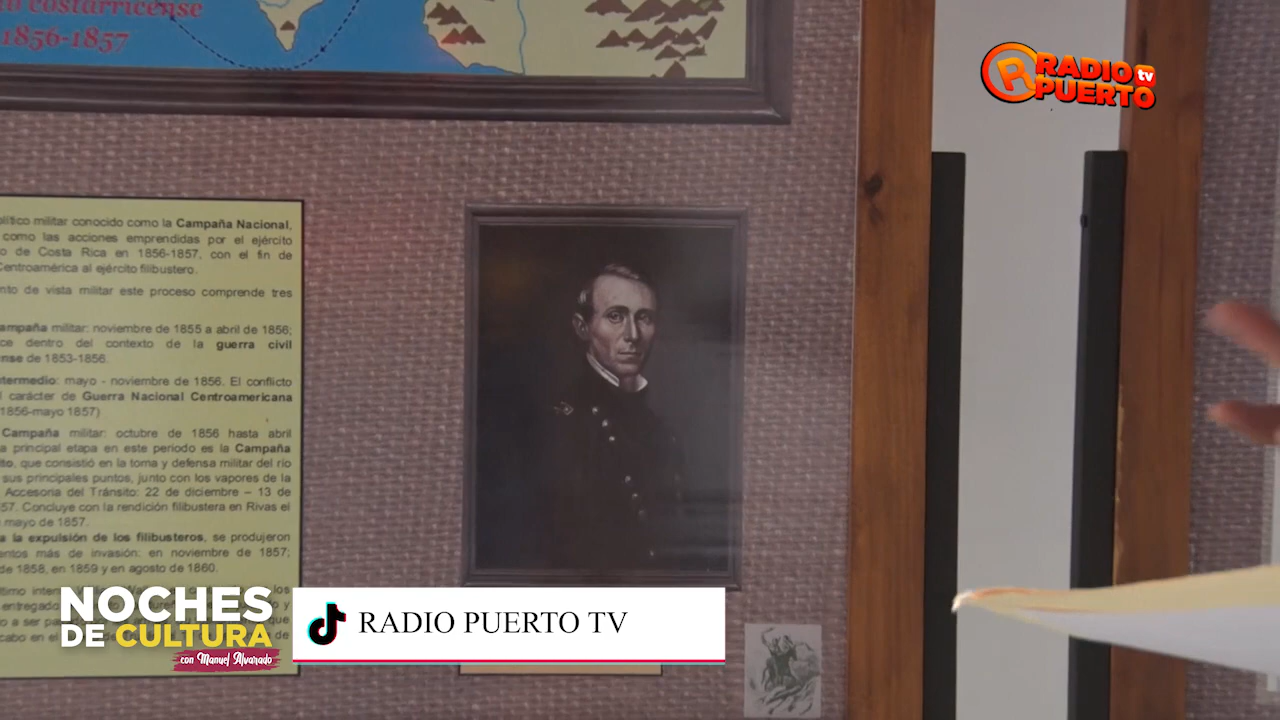 costarricense
1856-1857
RADIO
PUERTO
tv
político militar conocido como la Campaña Nacional,
como las acciones emprendidas por el ejército
de Costa Rica en 1856-1857, con el fin de
Centroamérica al ejército filibustero.
de vista militar este proceso comprende tres
militar: noviembre de 1855 a abril de 1856;
dentro del contexto de la guerra civil
de 1853-1856.
mayo - noviembre de 1856. El conflicto
carácter de Guerra Nacional Centroamericana
1856-mayo 1857)
Campaña militar: octubre de 1856 hasta abril
principal etapa en este periodo es la Campaña
que consistió en la toma y defensa militar del río
sus principales puntos, junto con los vapores de la
Accesoria del Tránsito: 22 de diciembre – 13 de
57. Concluye con la rendición filibustera en Rivas el
mayo de 1857.
a la expulsión de los filibusteros, se produjeron
más de invasión: en noviembre de 1857;
de 1858, en 1859 y en agosto de 1860.
NOCHES
DE CULTURA
con Manuel Alvarado
RADIO PUERTO TV